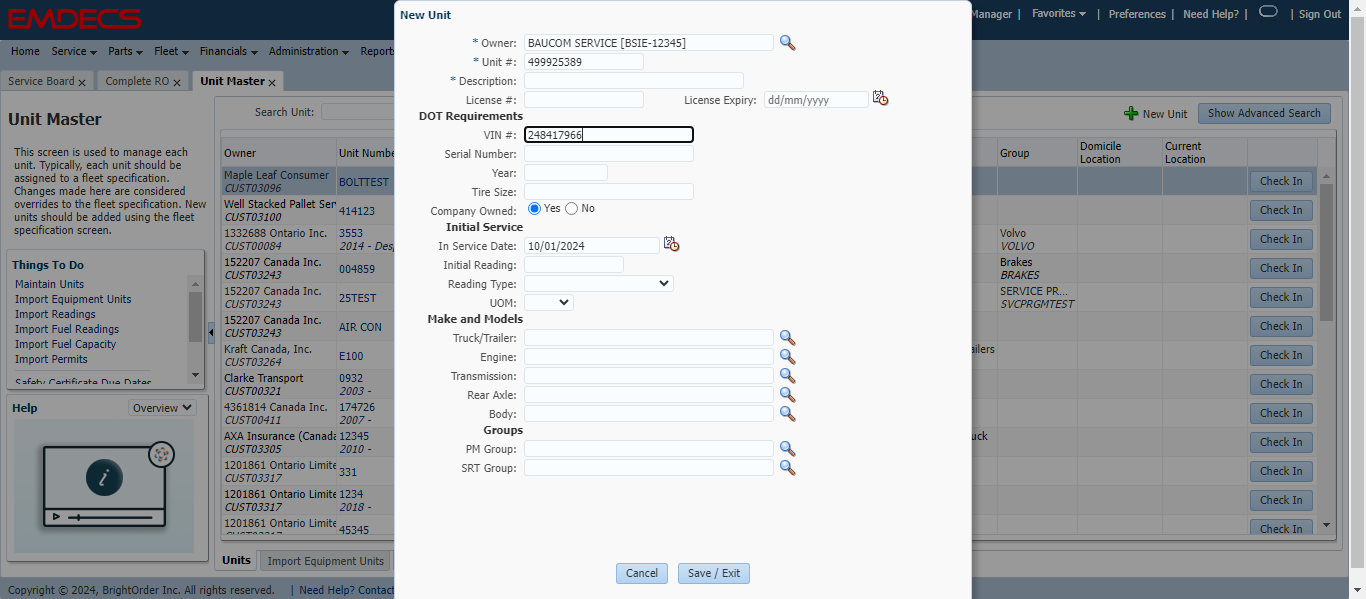 EMDECS
Manager | Favorites | Preferences | Need Help? | | Sign Out
Home Service Parts Fleet Financials Administration Reports
Service Board x Complete RO x Unit Master x
Unit Master
This screen is used to manage each
unit. Typically, each unit should be
assigned to a fleet specification.
Changes made here are considered
overrides to the fleet specification. New
units should be added using the fleet
specification screen.
Things To Do
Maintain Units
Import Equipment Units
Import Readings
Import Fuel Readings
Import Fuel Capacity
Import Permits
Safety Certificate Due Dates
Help
Overview
Search Unit:
New Unit
Show Advanced Search
Owner Unit Numbe Group Domicile Location Current Location
Maple Leaf Consumer
CUST03096
BOLTTEST
Check In
Well Stacked Pallet Ser
CUST03100
414123
Check In
1332688 Ontario Inc.
CUST00084
3553
2014 - Des
Volvo
VOLVO
Check In
152207 Canada Inc.
CUST03243
004859
Brakes
BRAKES
Check In
152207 Canada Inc.
CUST03243
25TEST
SERVICE PR...
SVCPRGMTEST
Check In
152207 Canada Inc.
CUST03243
AIR CON
Check In
Kraft Canada, Inc.
CUST03264
E100
ailers
Check In
Clarke Transport
CUST00321
0932
2003 -
Check In
4361814 Canada Inc.
CUST00411
174726
2007 -
Check In
AXA Insurance (Canada
CUST03305
12345
2010 -
uck
Check In
1201861 Ontario Limite
CUST03317
331
Check In
1201861 Ontario Limite
CUST03317
1234
2018 -
Check In
1201861 Ontario Limite
CUST03317
45345
Check In
Units Import Equipment Units
Copyright © 2024, BrightOrder Inc. All rights reserved. | Need Help? Contact
New Unit
* Owner: BAUCOM SERVICE [BSIE-12345]
* Unit #: 499925389
* Description:
License #: License Expiry: dd/mm/yyyy
DOT Requirements
VIN #: 248417966
Serial Number:
Year:
Tire Size:
Company Owned: Yes No
Initial Service
In Service Date: 10/01/2024
Initial Reading:
Reading Type:
UOM:
Make and Models
Truck/Trailer:
Engine:
Transmission:
Rear Axle:
Body:
Groups
PM Group:
SRT Group:
Cancel Save / Exit